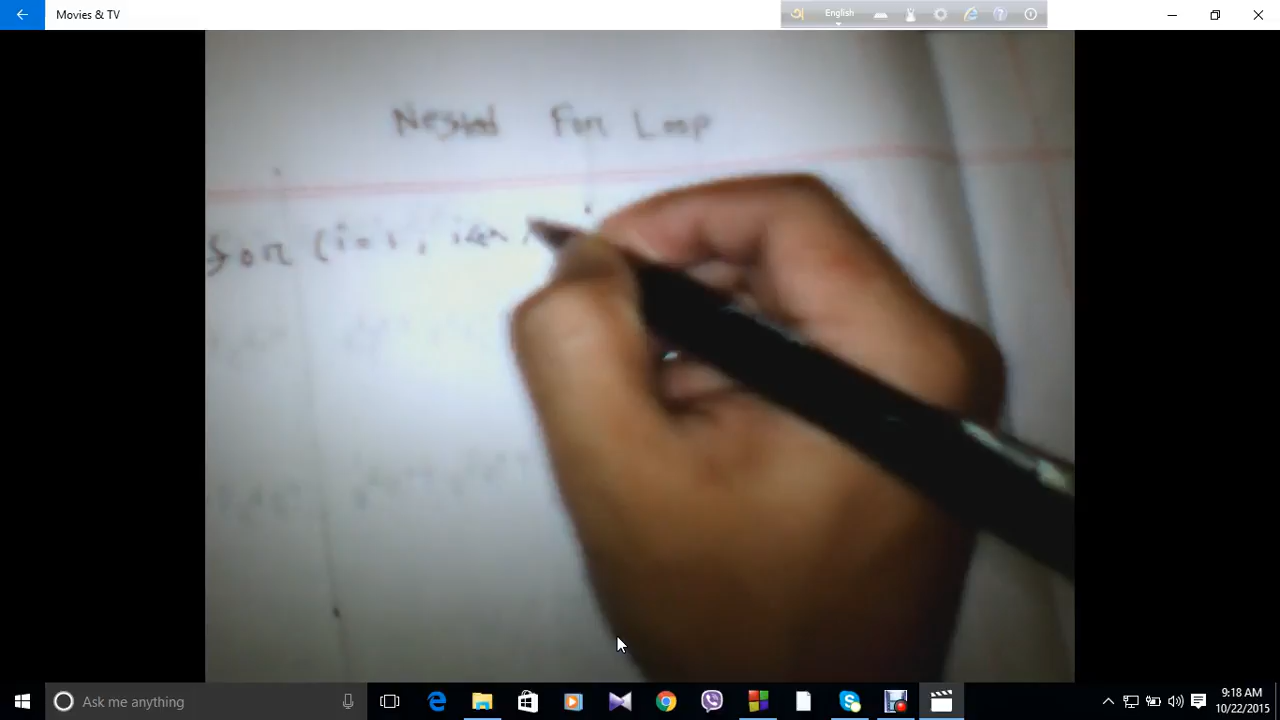 Movies & TV
English
Nested For Loop
for (i=1,
Ask me anything
9:18 AM
10/22/2015